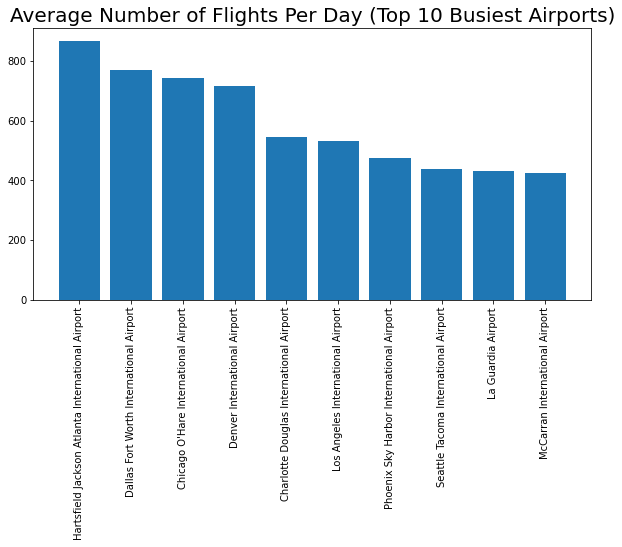 Average Number of Flights Per Day (Top 10 Busiest Airports)
800
600
400
200
0
Hartsfield Jackson Atlanta International Airport
Dallas Fort Worth International Airport
Chicago O'Hare International Airport
Denver International Airport
Charlotte Douglas International Airport
Los Angeles International Airport
Phoenix Sky Harbor International Airport
Seattle Tacoma International Airport
La Guardia Airport
McCarran International Airport